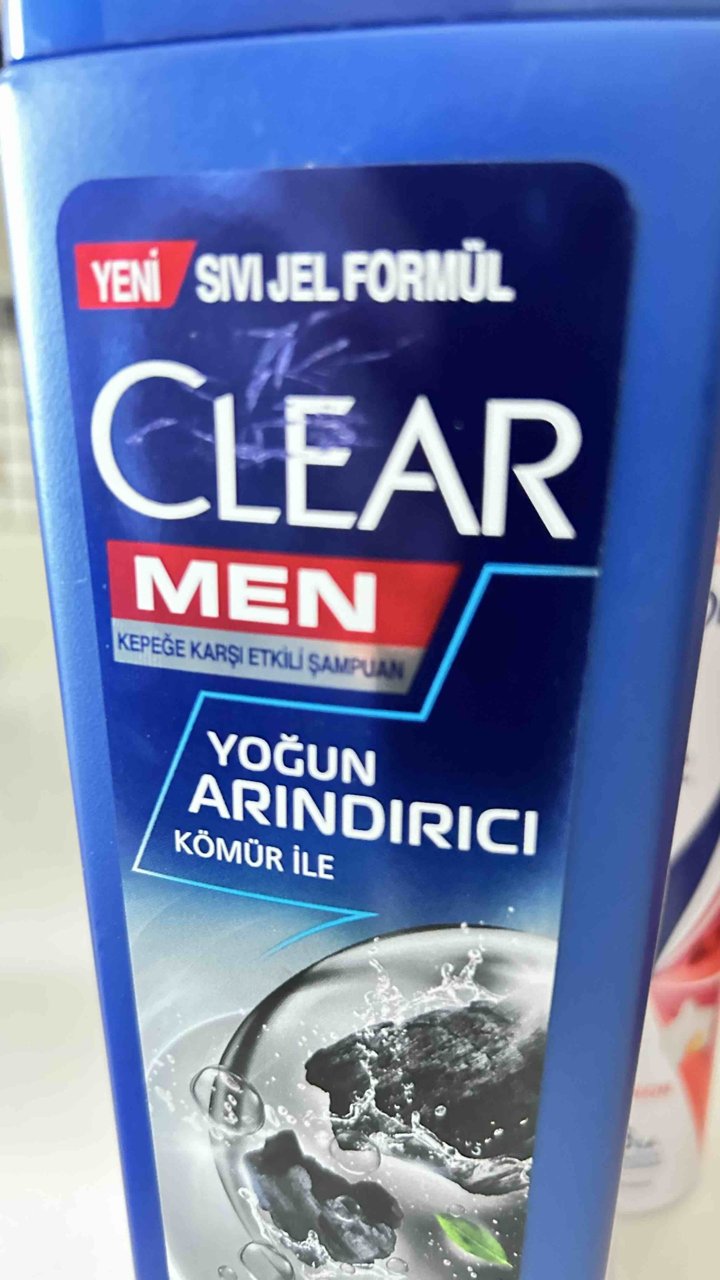 YENİ SIVI JEL FORMÜL
CLEAR
MEN
KEPEĞE KARŞI ETKİLİ ŞAMPUAN
YOĞUN
ARINDIRICI
KÖMÜR İLE